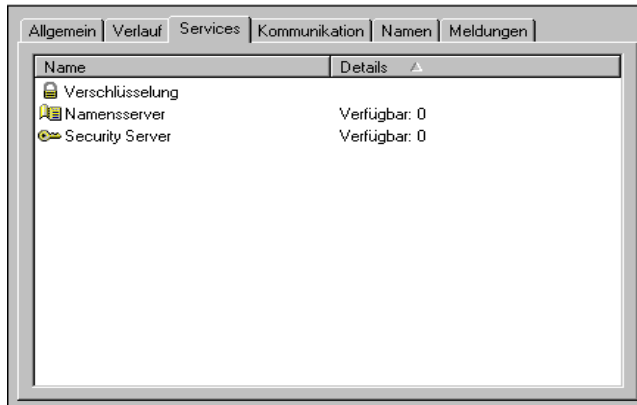 Allgemein Verlauf Services Kommunikation Namen Meldungen
Name Details
Verschlüsselung
Namensserver Verfügbar: 0
Security Server Verfügbar: 0